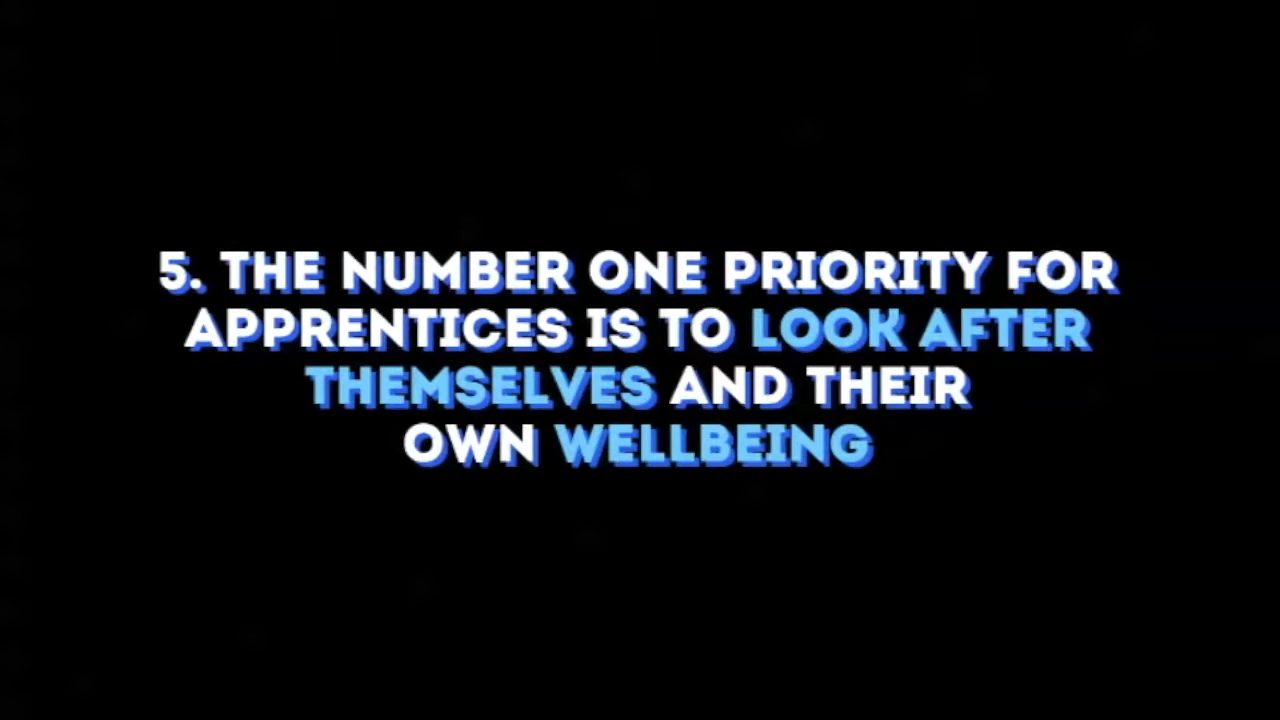 5. THE NUMBER ONE PRIORITY FOR
APPRENTICES IS TO LOOK AFTER
THEMSELVES AND THEIR
OWN WELLBEING